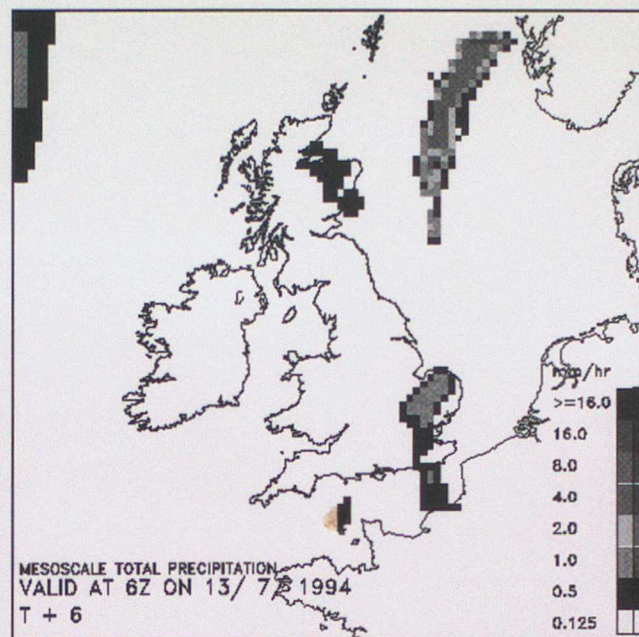 mm/hr
>=16.0
16.0
8.0
4.0
2.0
1.0
0.5
0.125
MESOSCALE TOTAL PRECIPITATION
VALID AT 6Z ON 13/ 7/ 1994
T + 6